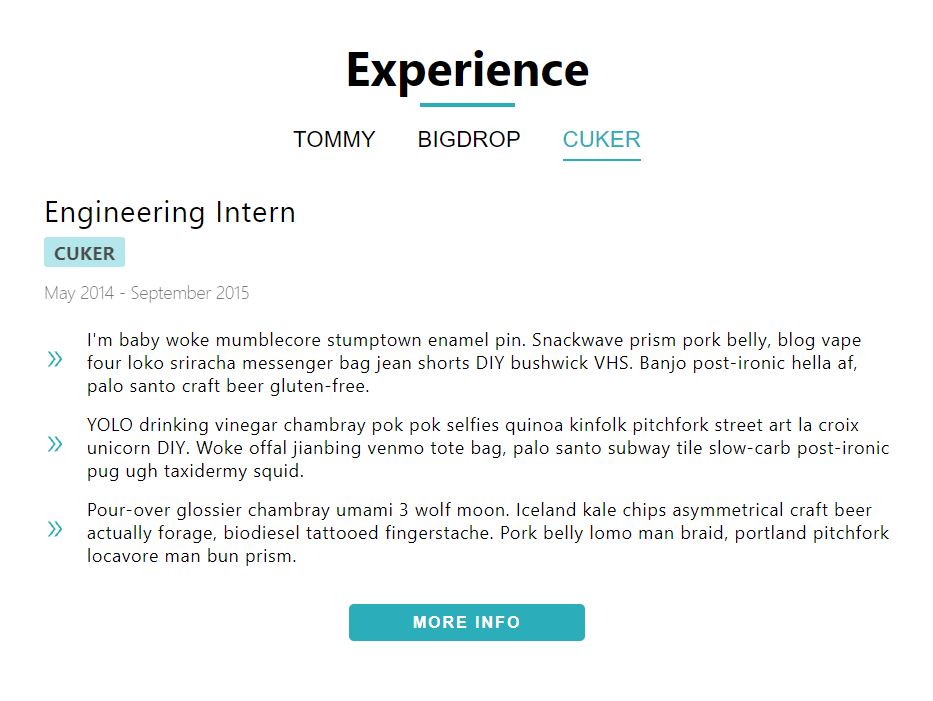 Experience
TOMMY BIGDROP CUKER
Engineering Intern
CUKER
May 2014 - September 2015
I'm baby woke mumblecore stumptown enamel pin. Snackwave prism pork belly, blog vape
four loko sriracha messenger bag jean shorts DIY bushwick VHS. Banjo post-ironic hella af,
palo santo craft beer gluten-free.
YOLO drinking vinegar chambray pok pok selfies quinoa kinfolk pitchfork street art la croix
unicorn DIY. Woke offal jianbing venmo tote bag, palo santo subway tile slow-carb post-ironic
pug ugh taxidermy squid.
Pour-over glossier chambray umami 3 wolf moon. Iceland kale chips asymmetrical craft beer
actually forage, biodiesel tattooed fingerstache. Pork belly lomo man braid, portland pitchfork
locavore man bun prism.
MORE INFO